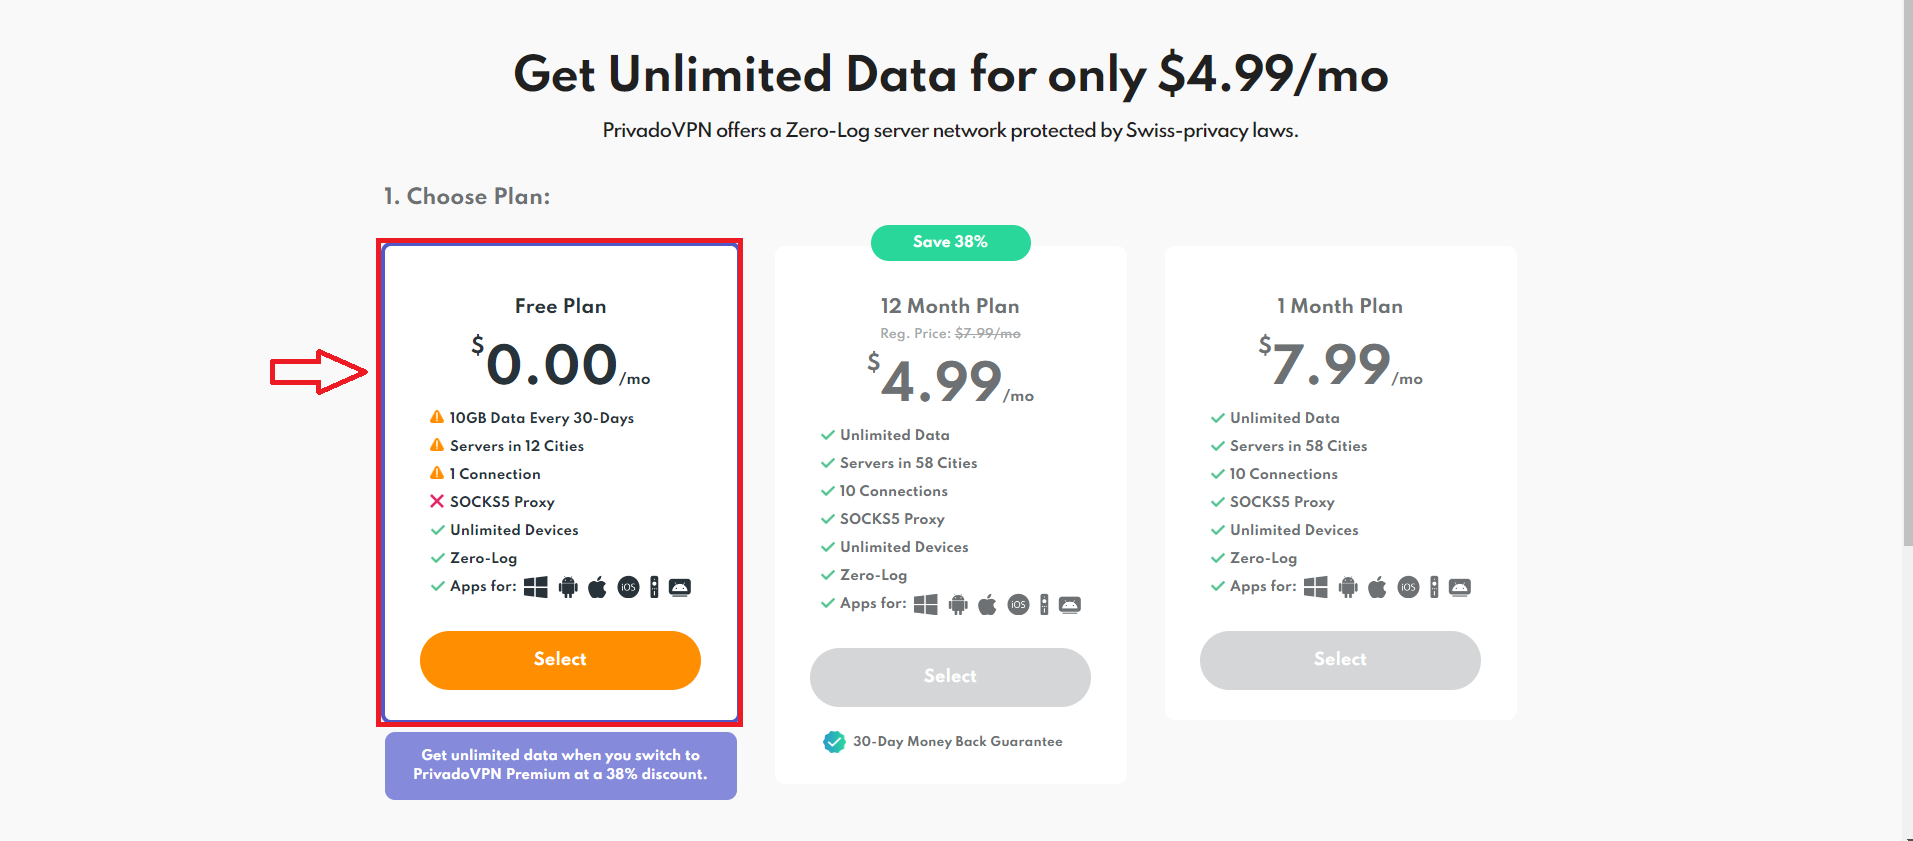 Get Unlimited Data for only $4.99/mo
PrivadoVPN offers a Zero-Log server network protected by Swiss-privacy laws.
1. Choose Plan:
Free Plan
$0.00/mo
10GB Data Every 30-Days
Servers in 12 Cities
1 Connection
SOCKS5 Proxy
Unlimited Devices
Zero-Log
Apps for: iOS
Select
Get unlimited data when you switch to
PrivadoVPN Premium at a 38% discount.
Save 38%
12 Month Plan
Reg. Price: $7.99/mo
$4.99/mo
Unlimited Data
Servers in 58 Cities
10 Connections
SOCKS5 Proxy
Unlimited Devices
Zero-Log
Apps for: iOS
Select
30-Day Money Back Guarantee
1 Month Plan
$7.99/mo
Unlimited Data
Servers in 58 Cities
10 Connections
SOCKS5 Proxy
Unlimited Devices
Zero-Log
Apps for: iOS
Select